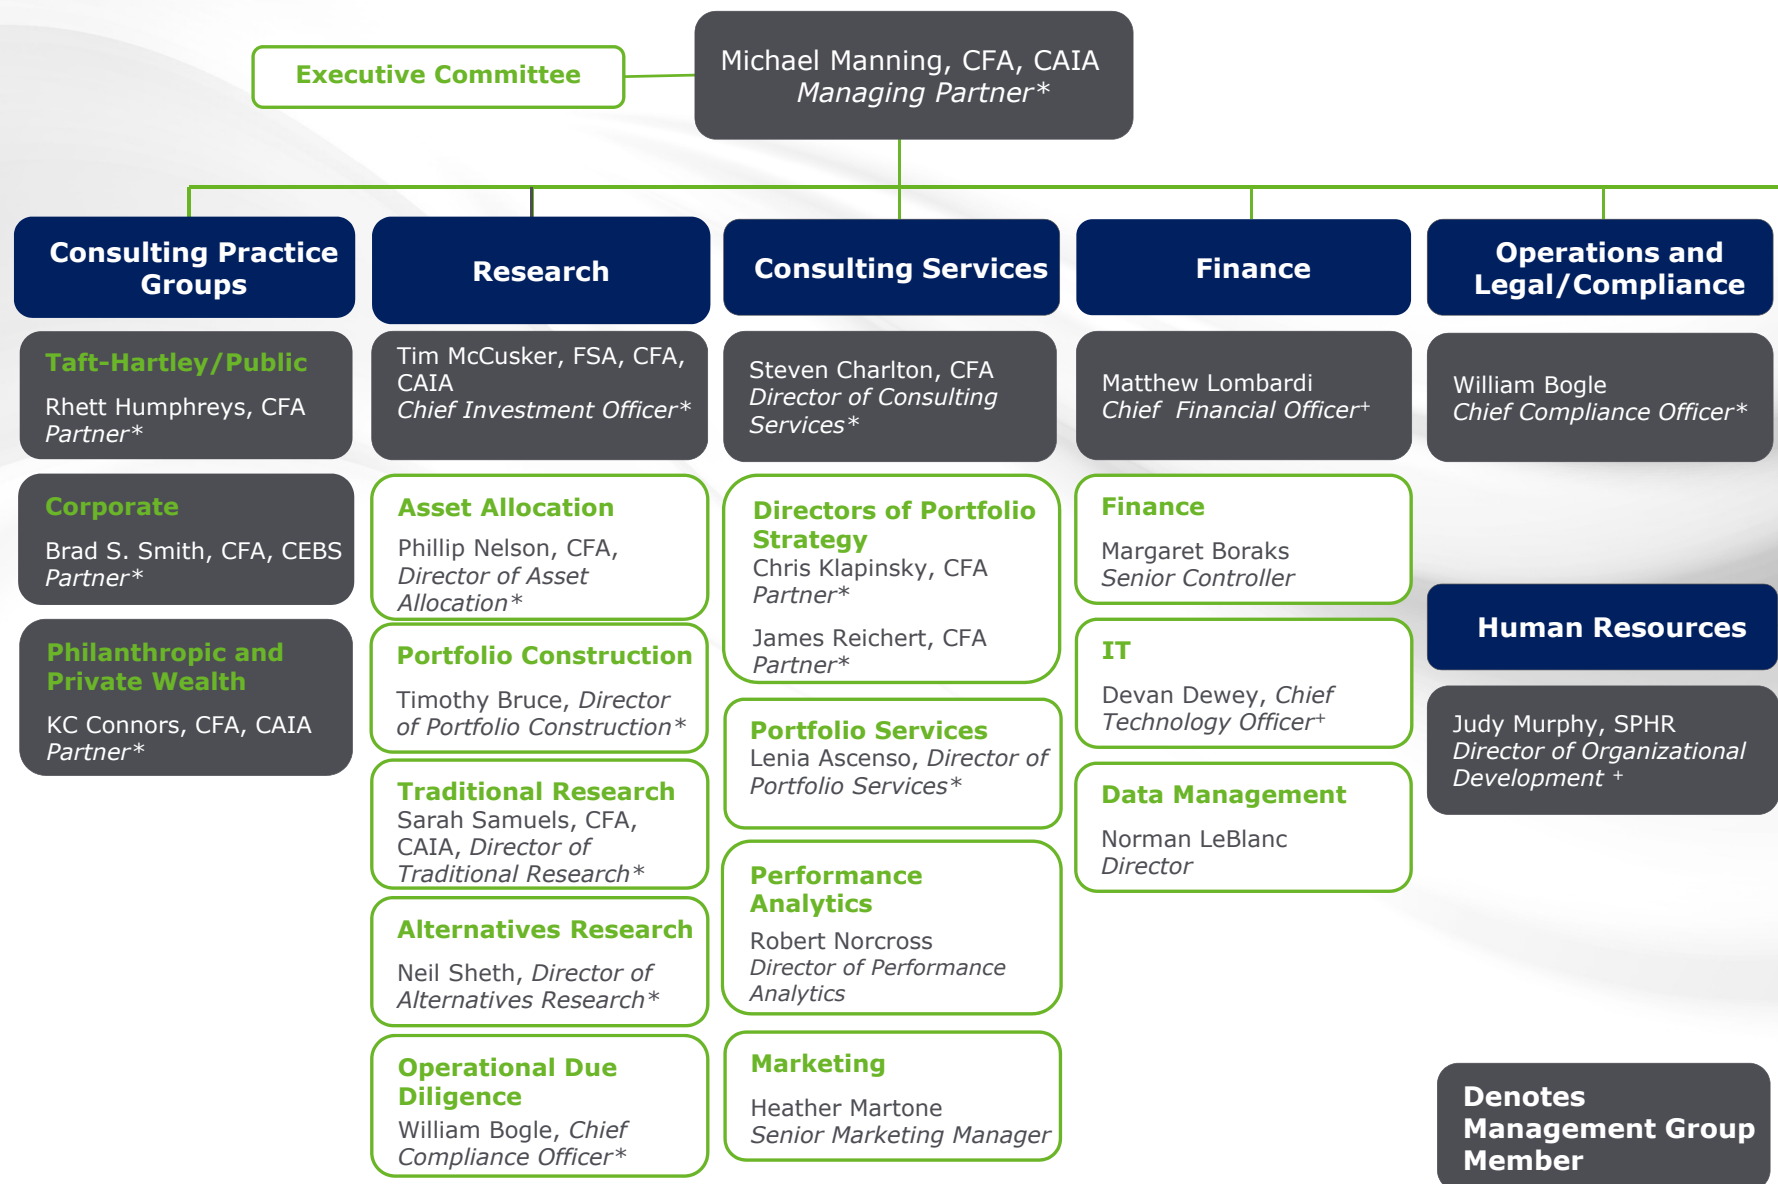 Executive Committee
Michael Manning, CFA, CAIA
Managing Partner*
Consulting Practice
Groups
Taft-Hartley/Public
Rhett Humphreys, CFA
Partner*
Corporate
Brad S. Smith, CFA, CEBS
Partner*
Philanthropic and
Private Wealth
KC Connors, CFA, CAIA
Partner*
Research
Tim McCusker, FSA, CFA,
CAIA
Chief Investment Officer*
Asset Allocation
Phillip Nelson, CFA,
Director of Asset
Allocation*
Portfolio Construction
Timothy Bruce, Director
of Portfolio Construction*
Traditional Research
Sarah Samuels, CFA,
CAIA, Director of
Traditional Research*
Alternatives Research
Neil Sheth, Director of
Alternatives Research*
Operational Due
Diligence
William Bogle, Chief
Compliance Officer*
Consulting Services
Steven Charlton, CFA
Director of Consulting
Services*
Directors of Portfolio
Strategy
Chris Klapinsky, CFA
Partner*
James Reichert, CFA
Partner*
Portfolio Services
Lenia Ascenso, Director of
Portfolio Services*
Performance
Analytics
Robert Norcross
Director of Performance
Analytics
Marketing
Heather Martone
Senior Marketing Manager
Finance
Matthew Lombardi
Chief Financial Officer+
Finance
Margaret Boraks
Senior Controller
IT
Devan Dewey, Chief
Technology Officer+
Data Management
Norman LeBlanc
Director
Operations and
Legal/Compliance
William Bogle
Chief Compliance Officer*
Human Resources
Judy Murphy, SPHR
Director of Organizational
Development +
Denotes
Management Group
Member